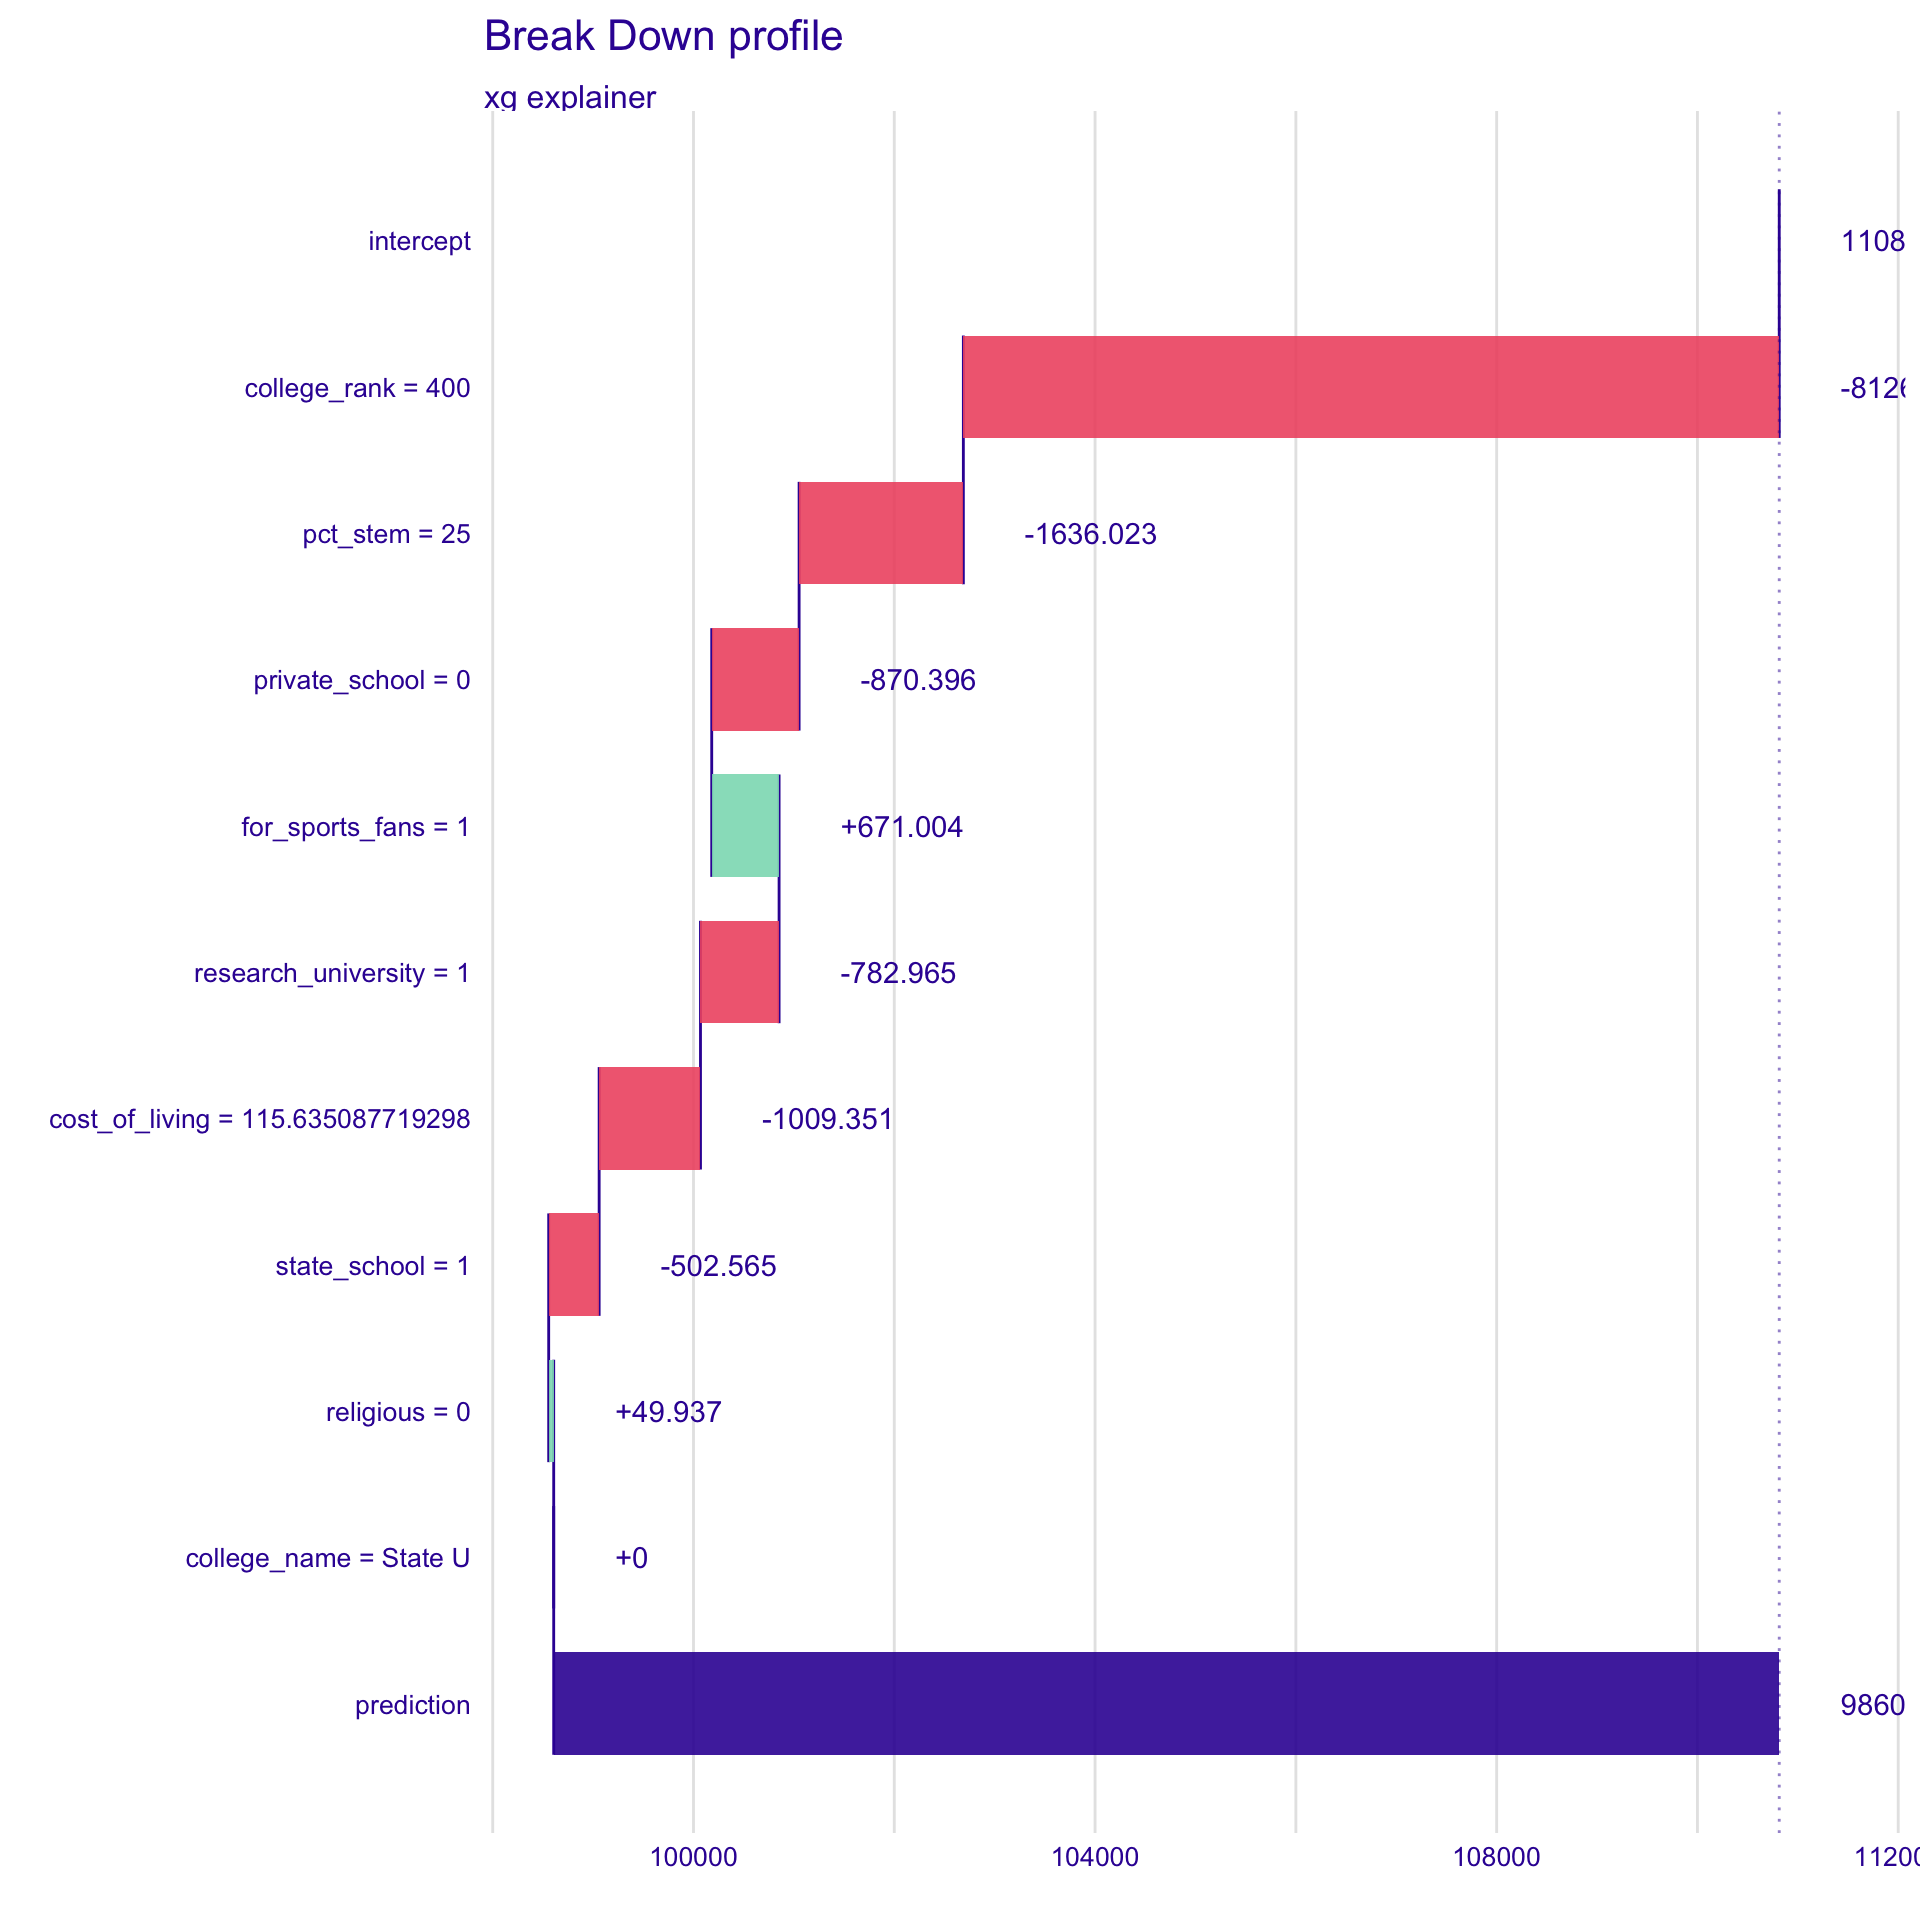 Break Down profile
xg explainer
intercept 1108
college_rank = 400 -8126
pct_stem = 25 -1636.023
private_school = 0 -870.396
for_sports_fans = 1 +671.004
research_university = 1 -782.965
cost_of_living = 115.635087719298 -1009.351
state_school = 1 -502.565
religious = 0 +49.937
college_name = State U +0
prediction 9860
100000 104000 108000 11200